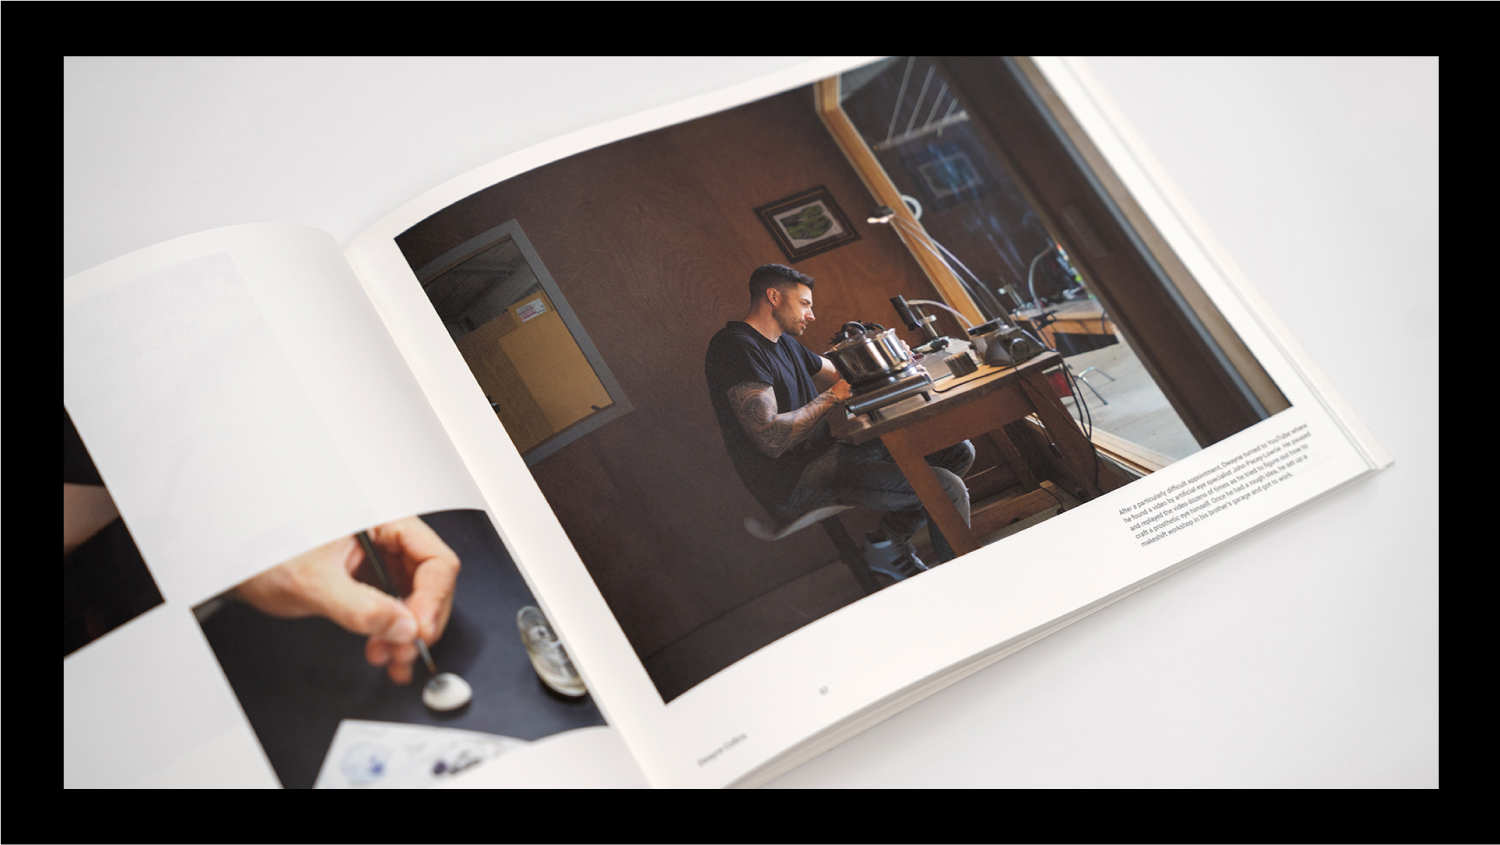 After a particularly difficult appointment, Dwayne turned to YouTube where
he found a video by artificial eye specialist John Pacey-Lowrie. He paused
and replayed the video dozens of times as he tried to figure out how to
craft a prosthetic eye himself. Once he had a rough idea, he set up a
makeshift workshop in his brother's garage and got to work.
Dwayne Collins